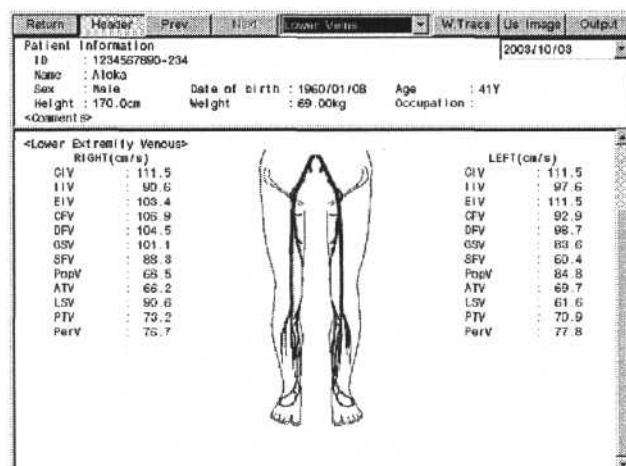 Return Header Prev. Next Lower Veins W.Trace Us Image Output
Patient Information 2003/10/03
ID : 1234567890-234
Name : Aloka
Sex : Male Date of birth : 1960/01/08 Age : 41Y
Height : 170.0cm Weight : 69.00kg Occupation :
<Comments>
<Lower Extremity Venous>
RIGHT(cm/s) LEFT(cm/s)
CIV : 111.5 CIV : 111.5
IIV : 90.6 IIV : 97.6
EIV : 103.4 EIV : 111.5
CFV : 106.9 CFV : 92.9
DFV : 104.5 DFV : 98.7
GSV : 101.1 GSV : 83.6
SFV : 88.3 SFV : 60.4
PopV : 68.5 PopV : 84.8
ATV : 66.2 ATV : 69.7
LSV : 90.6 LSV : 61.6
PTV : 73.2 PTV : 70.9
PerV : 76.7 PerV : 77.8